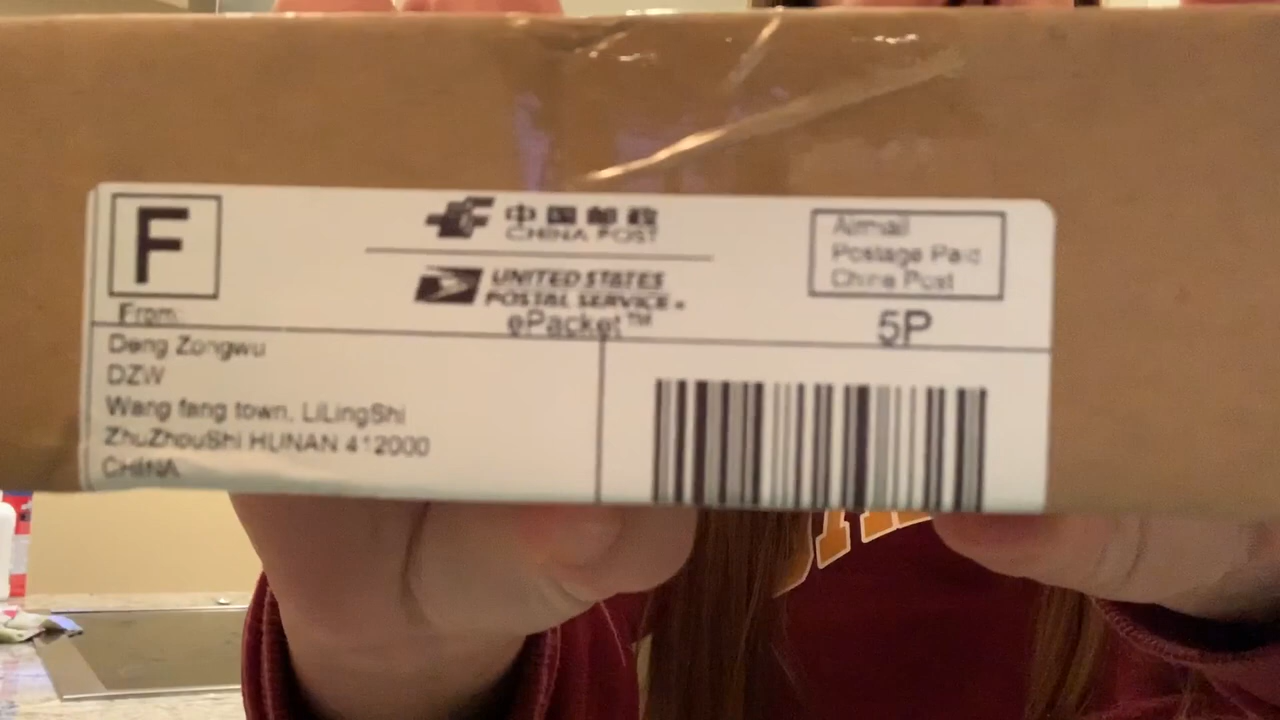 F
中国邮政
CHINA POST
UNITED STATES
POSTAL SERVICE®
ePacket™
Airmail
Postage Paid
China Post
5P
From:
Deng Zongwu
DZW
Wang fang town, LiLingShi
ZhuZhouShi HUNAN 412000
CHINA